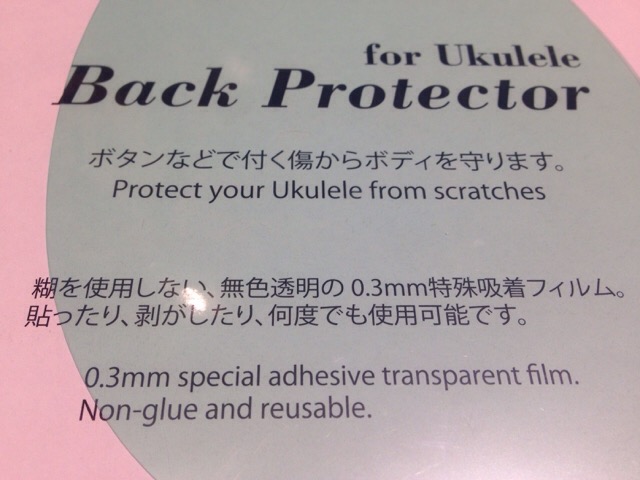 for Ukulele
Back Protector
ボタンなどで付く傷からボディを守ります。
Protect your Ukulele from scratches
糊を使用しない、無色透明の 0.3mm特殊吸着フィルム。
貼ったり、剥がしたり、何度でも使用可能です。
0.3mm special adhesive transparent film.
Non-glue and reusable.